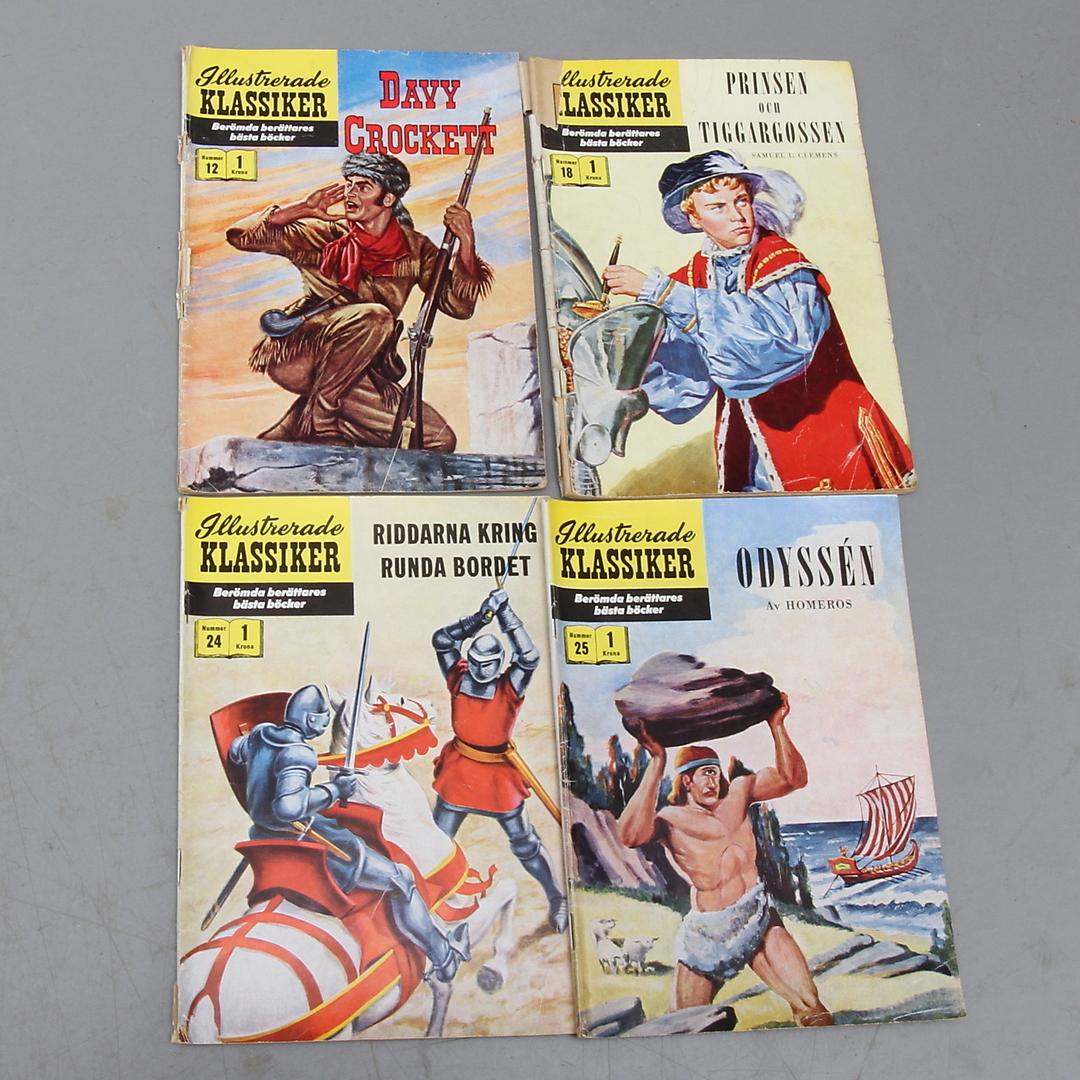 Illustrerade
KLASSIKER
Berömda berättares
bästa böcker
Nummer
12
1
Krona
DAVY
CROCKETT
llustrerade
LASSIKER
Berömda berättares
bästa böcker
Nummer
18
1
Krona
PRINSEN
OCH
TIGGARGOSSEN
SAMUEL L. CLEMENS
Illustrerade
KLASSIKER
Berömda berättares
bästa böcker
Nummer
24
1
Krona
RIDDARNA KRING
RUNDA BORDET
Illustrerade
KLASSIKER
Berömda berättares
bästa böcker
Nummer
25
1
Krona
ODYSSÉN
Av HOMEROS